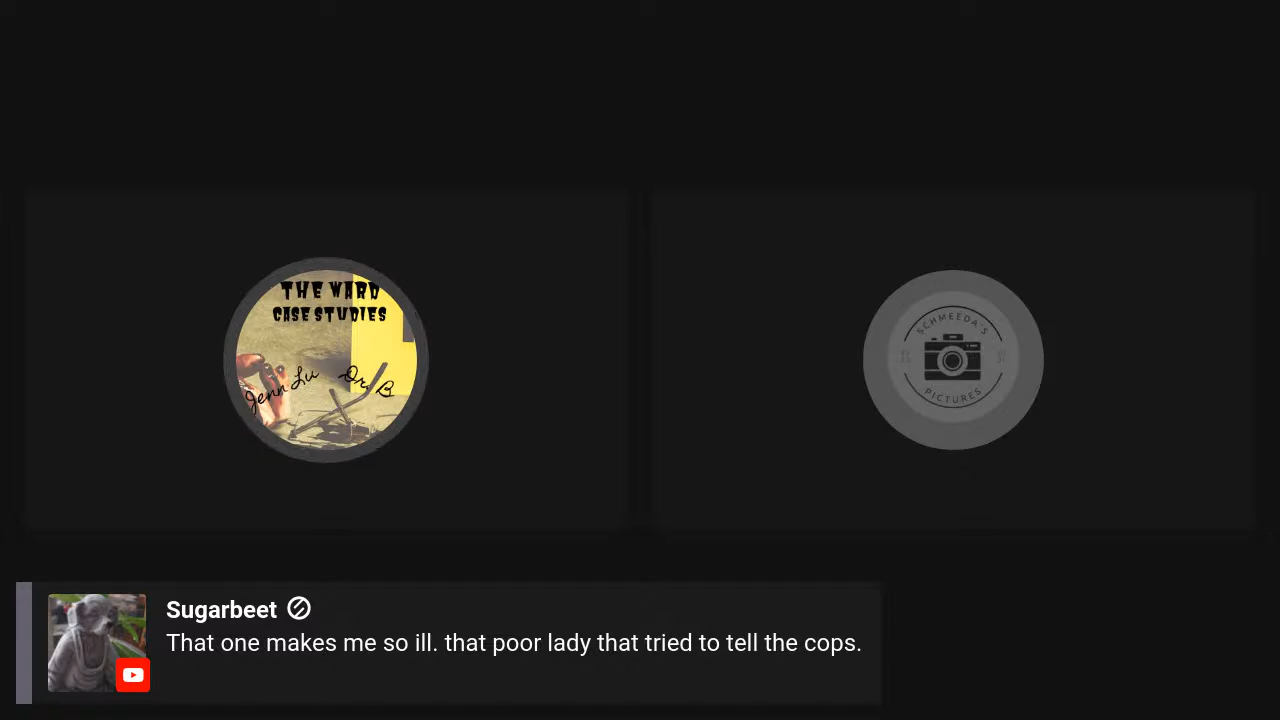 THE WARD
CASE STUDIES
Jenn Lu Dr. B
SCHMEEDA'S
PICTURES
Sugarbeet
That one makes me so ill. that poor lady that tried to tell the cops.